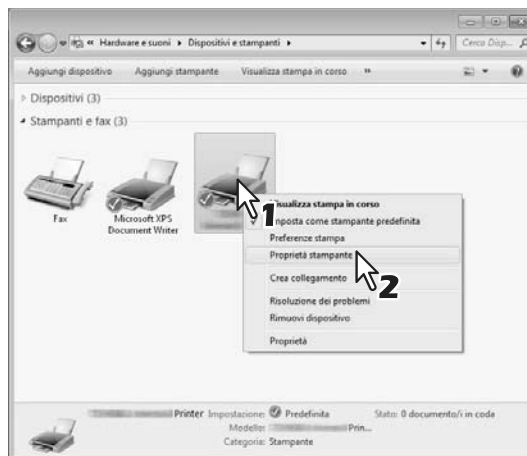 « Hardware e suoni ▸ Dispositivi e stampanti ▸
Cerca Disp...
Aggiungi dispositivo Aggiungi stampante Visualizza stampa in corso »
Dispositivi (3)
Stampanti e fax (3)
Fax
Microsoft XPS
Document Writer
1
Visualizza stampa in corso
Imposta come stampante predefinita
Preferenze stampa
Proprietà stampante
2
Crea collegamento
Risoluzione dei problemi
Rimuovi dispositivo
Proprietà
Printer Impostazione: Predefinita Stato: 0 documento/i in coda
Modello: Prin...
Categoria: Stampante